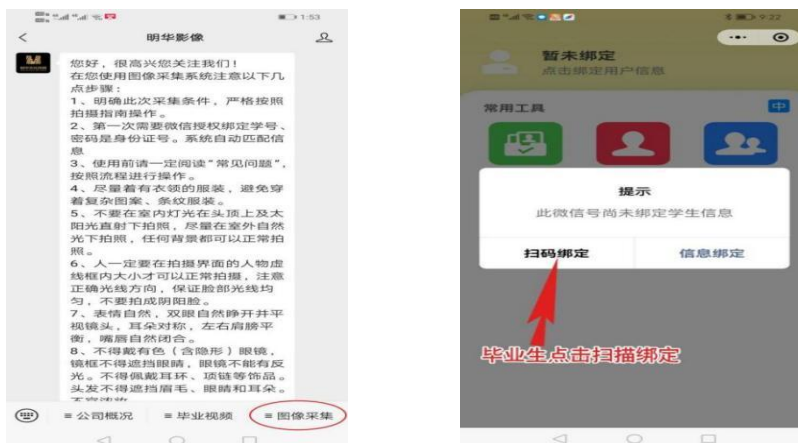 1:53
明华影像
您好，很高兴您关注我们！
在您使用图像采集系统注意以下几
点步骤：
1、明确此次采集条件，严格按照
拍摄指南操作。
2、第一次需要微信授权绑定学号、
密码是身份证号。系统自动匹配信
息
3、使用前请一定阅读"常见问题"，
按照流程进行操作。
4、尽量着有衣领的服装，避免穿
着复杂图案、条纹服装。
5、不要在室内灯光在头顶上及太
阳光直射下拍照，尽量在室外自然
光下拍照，任何背景都可以正常拍
照。
6、人一定要在拍摄界面的人物虚
线框内大小才可以正常拍摄，注意
正确光线方向，保证脸部光线均
匀，不要拍成阴阳脸。
7、表情自然，双眼自然睁开并平
视镜头，耳朵对称，左右肩膀平
衡，嘴唇自然闭合。
8、不得戴有色（含隐形）眼镜，
镜框不得遮挡眼睛，眼镜不能有反
光。不得佩戴耳环、项链等饰品。
头发不得遮挡眉毛、眼睛和耳朵。
≡ 公司概况
≡ 毕业视频
≡ 图像采集
9:22
暂未绑定
点击绑定用户信息
常用工具
中
提示
此微信号尚未绑定学生信息
扫码绑定
信息绑定
毕业生点击扫描绑定